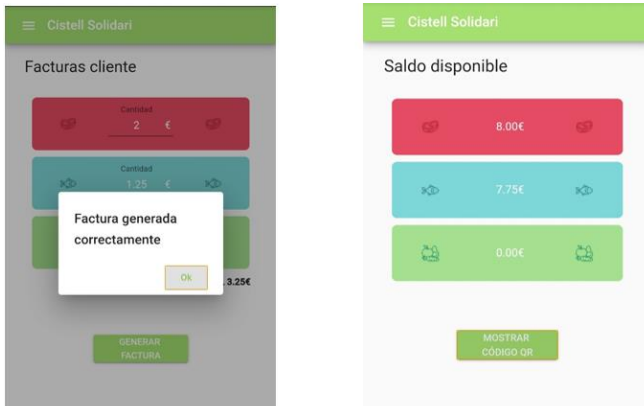 Cistell Solidari
Facturas cliente
Cantidad
2 €
Cantidad
1.25 €
Factura generada
correctamente
Ok
3.25€
GENERAR
FACTURA
Cistell Solidari
Saldo disponible
8.00€
7.75€
0.00€
MOSTRAR
CÓDIGO QR